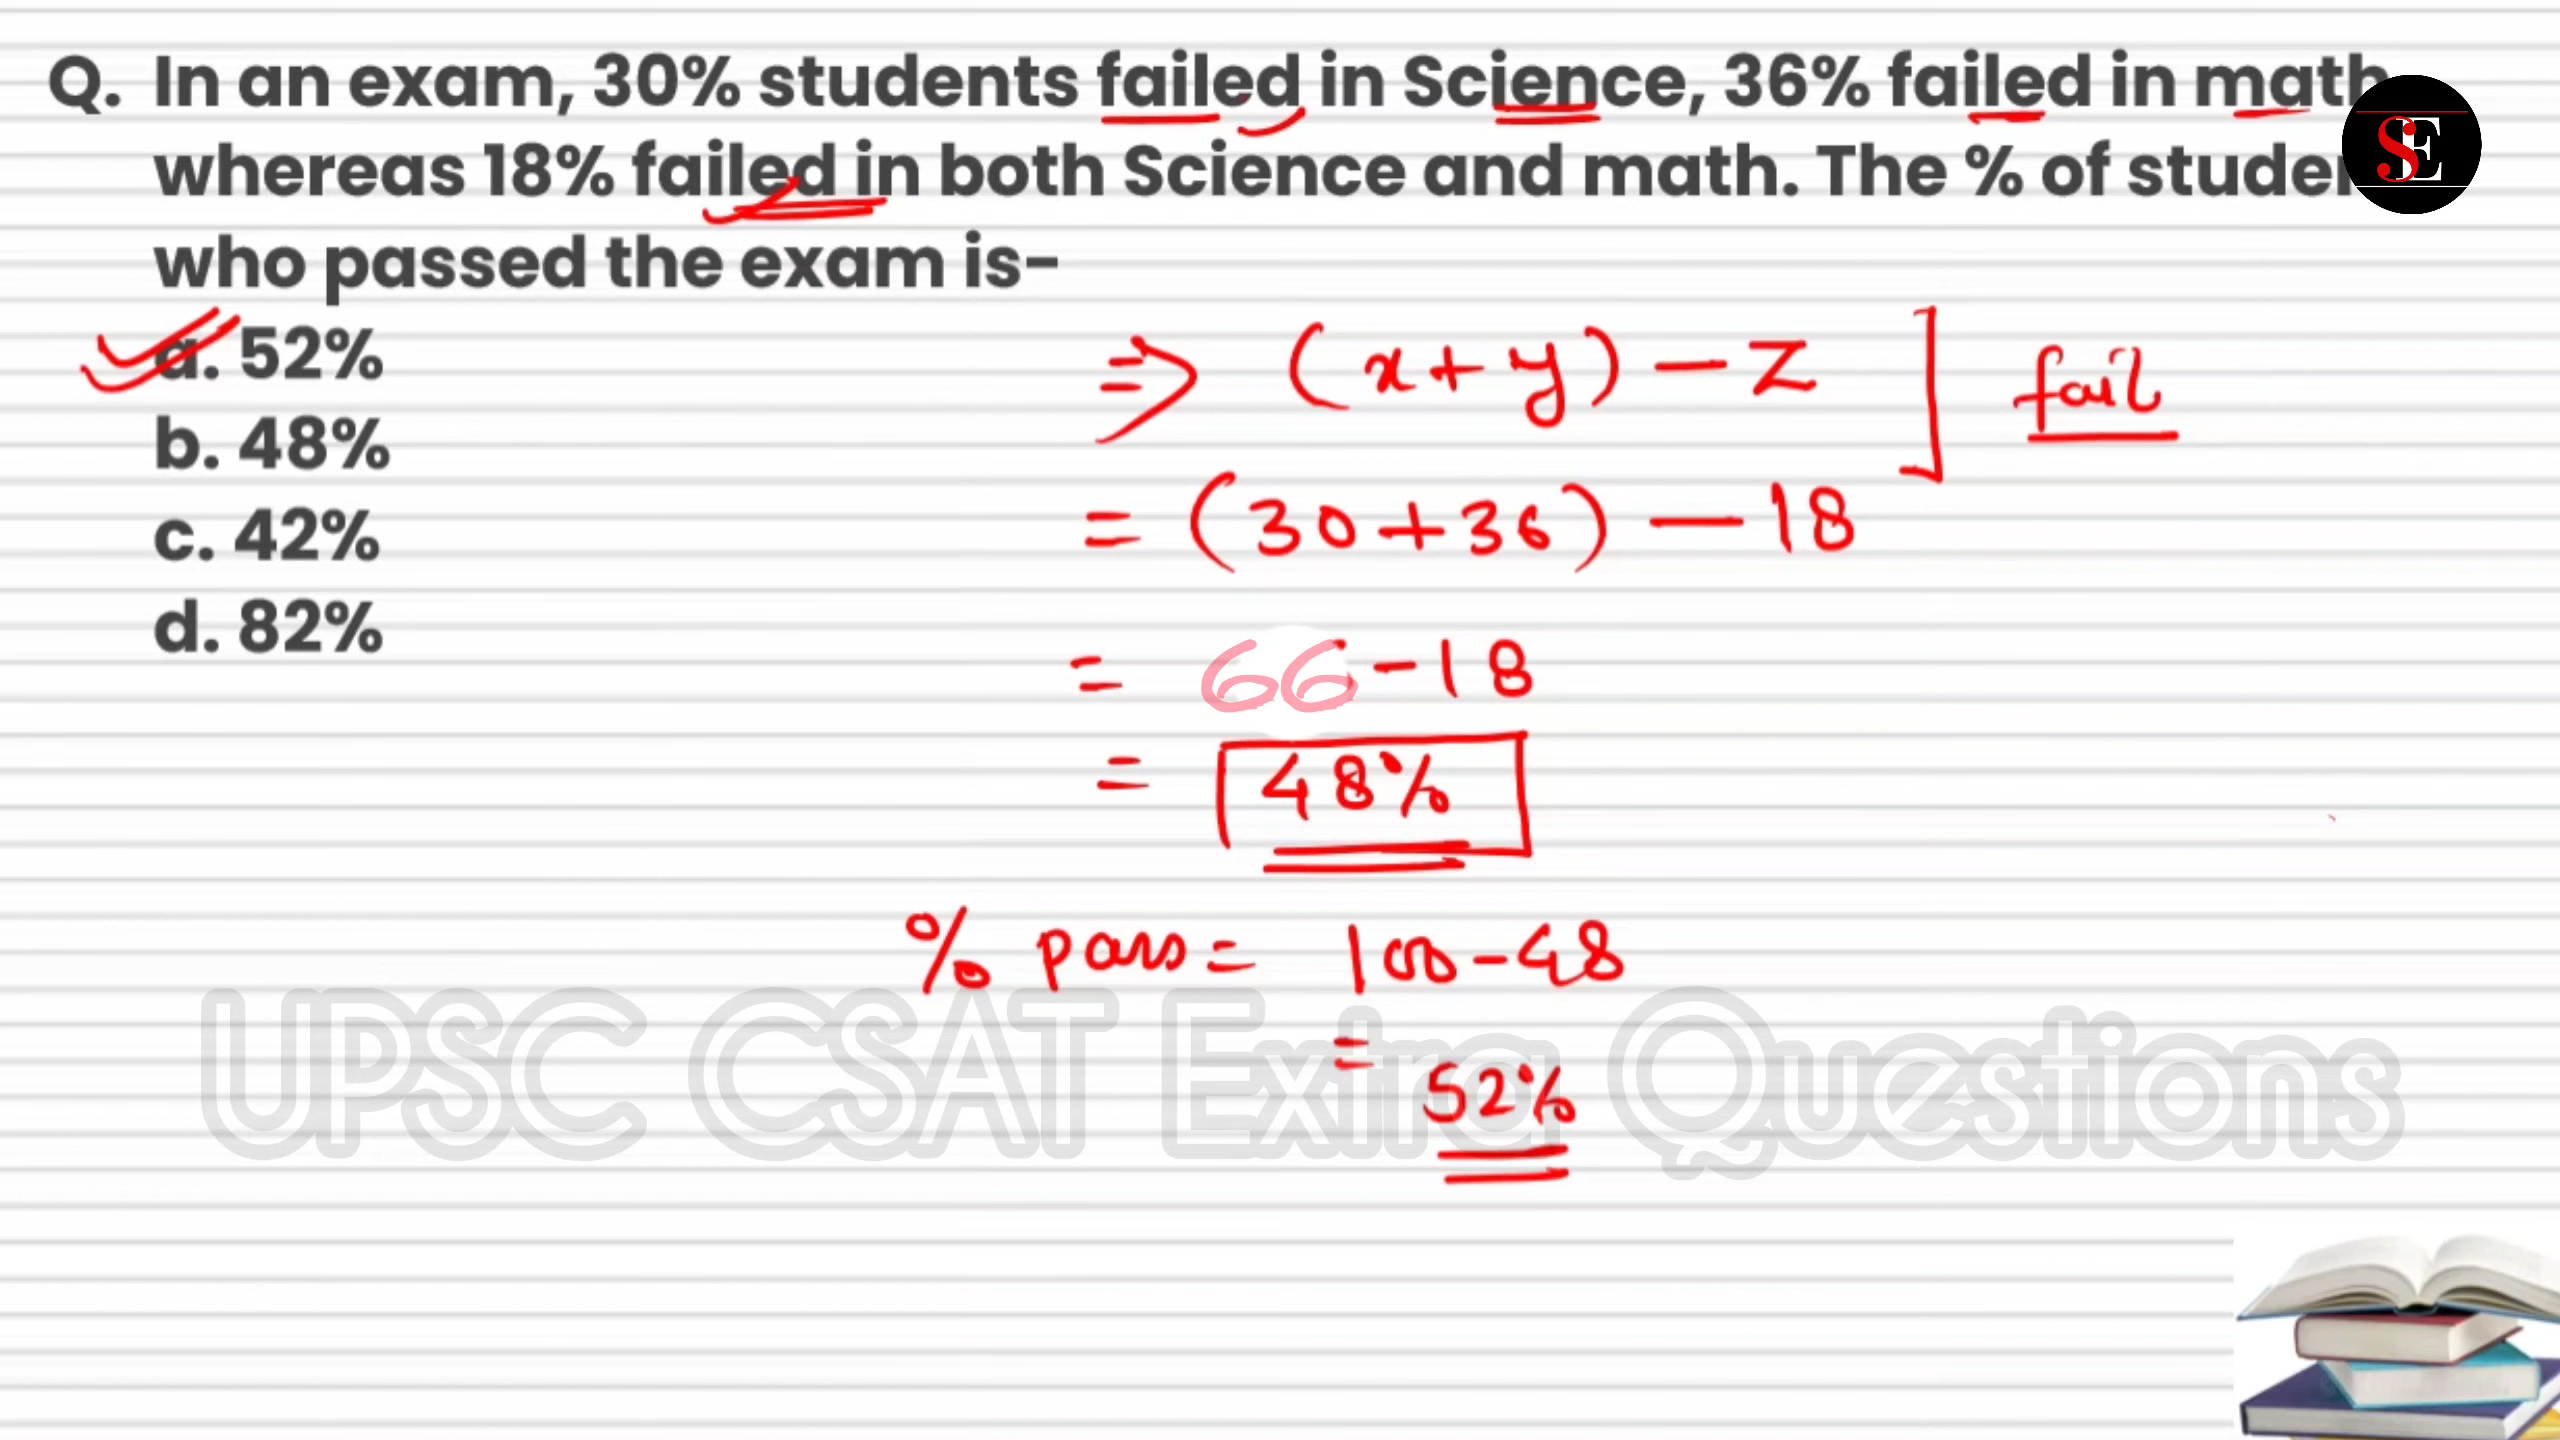 Q. In an exam, 30% students failed in Science, 36% failed in math
SE
whereas 18% failed in both Science and math. The % of
who passed the exam is-
a. 52%
b. 48%
c. 42%
d. 82%
⇒ (x+y) - z ] fail
= (30+36) - 18
= 66 - 18
= 48%
% pass = 100-48
= 52%
UPSC CSAT Extra Questions